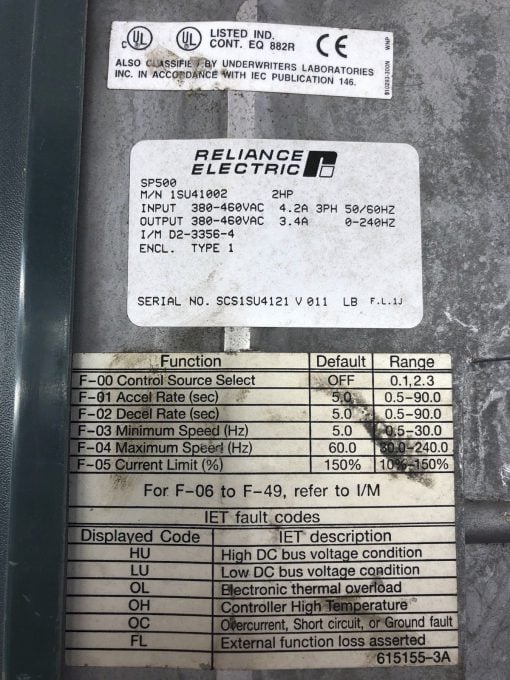 C UL UL LISTED IND. CE
CONT. EQ 882R
ALSO CLASSIFIED BY UNDERWRITERS LABORATORIES
INC. IN ACCORDANCE WITH IEC PUBLICATION 146.
WNP
RELIANCE
ELECTRIC
SP500
M/N 1SU41002 2HP
INPUT 380-460VAC 4.2A 3PH 50/60HZ
OUTPUT 380-460VAC 3.4A 0-240HZ
I/M D2-3356-4
ENCL. TYPE 1
SERIAL NO. SCS1SU4121 V 011 LB F.L.1J
Function Default Range
F-00 Control Source Select OFF 0.1,2.3
F-01 Accel Rate (sec) 5.0 0.5-90.0
F-02 Decel Rate (sec) 5.0 0.5-90.0
F-03 Minimum Speed (Hz) 5.0 0.5-30.0
F-04 Maximum Speed (Hz) 60.0 30.0-240.0
F-05 Current Limit (%) 150% 10%-150%
For F-06 to F-49, refer to I/M
IET fault codes
Displayed Code IET description
HU High DC bus voltage condition
LU Low DC bus voltage condition
OL Electronic thermal overload
OH Controller High Temperature
OC Overcurrent, Short circuit, or Ground fault
FL External function loss asserted
615155-3A